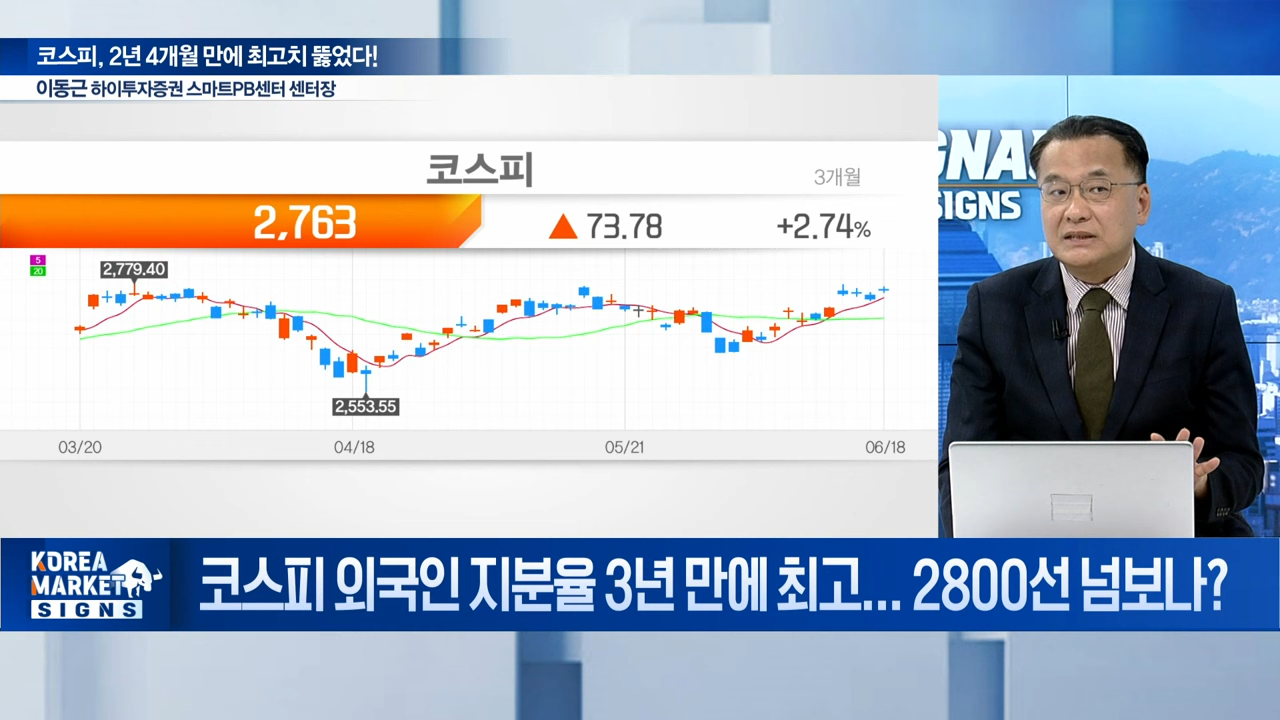 코스피, 2년 4개월 만에 최고치 뚫었다!
이동근 하이투자증권 스마트PB센터 센터장
코스피
3개월
2,763 ▲ 73.78 +2.74%
5
20
2,779.40
2,553.55
03/20 04/18 05/21 06/18
SIGNS
KOREA
MARKET
SIGNS
코스피 외국인 지분율 3년 만에 최고... 2800선 넘보나?